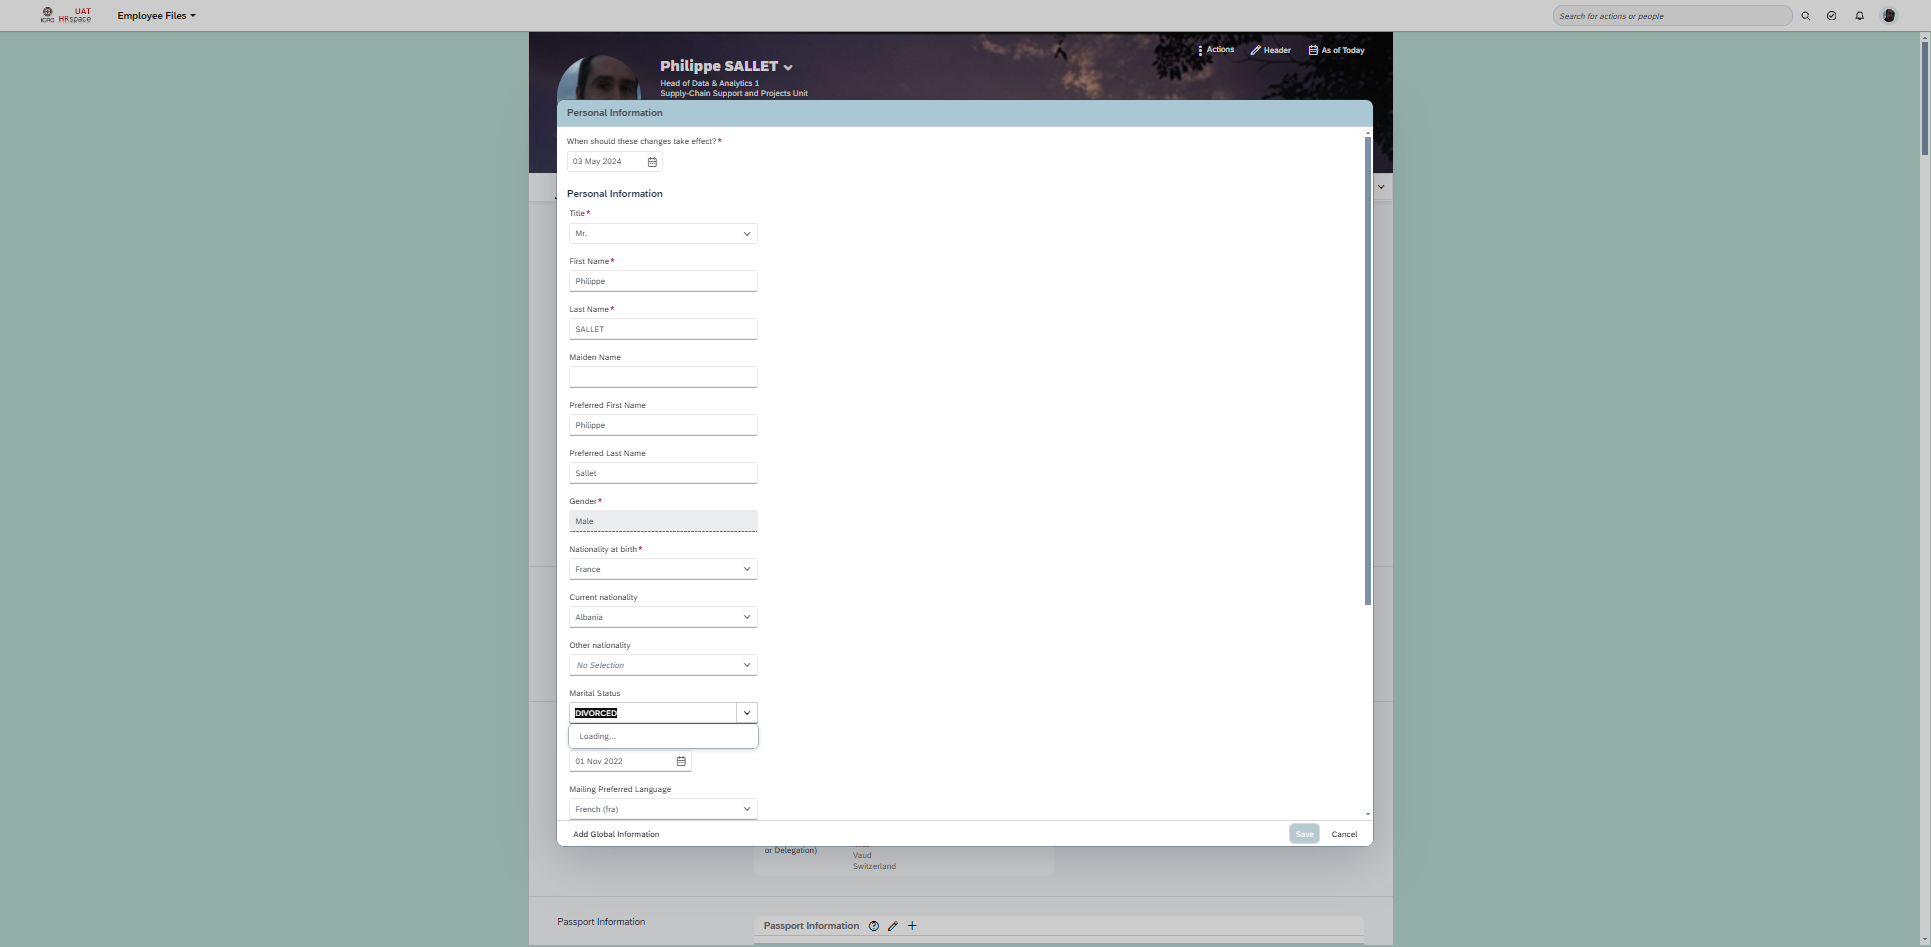 ICRC
UAT
HRspace
Employee Files
Search for actions or people
Actions
Header
As of Today
Philippe SALLET
Head of Data & Analytics 1
Supply-Chain Support and Projects Unit
Personal Information
When should these changes take effect?*
03 May 2024
Personal Information
Title*
Mr.
First Name*
Philippe
Last Name*
SALLET
Maiden Name
Preferred First Name
Philippe
Preferred Last Name
Sallet
Gender*
Male
Nationality at birth*
France
Current nationality
Albania
Other nationality
No Selection
Marital Status
DIVORCED
Loading...
01 Nov 2022
Mailing Preferred Language
French (fra)
Add Global Information
Save
Cancel
or Delegation)
Vaud
Switzerland
Passport Information
Passport Information